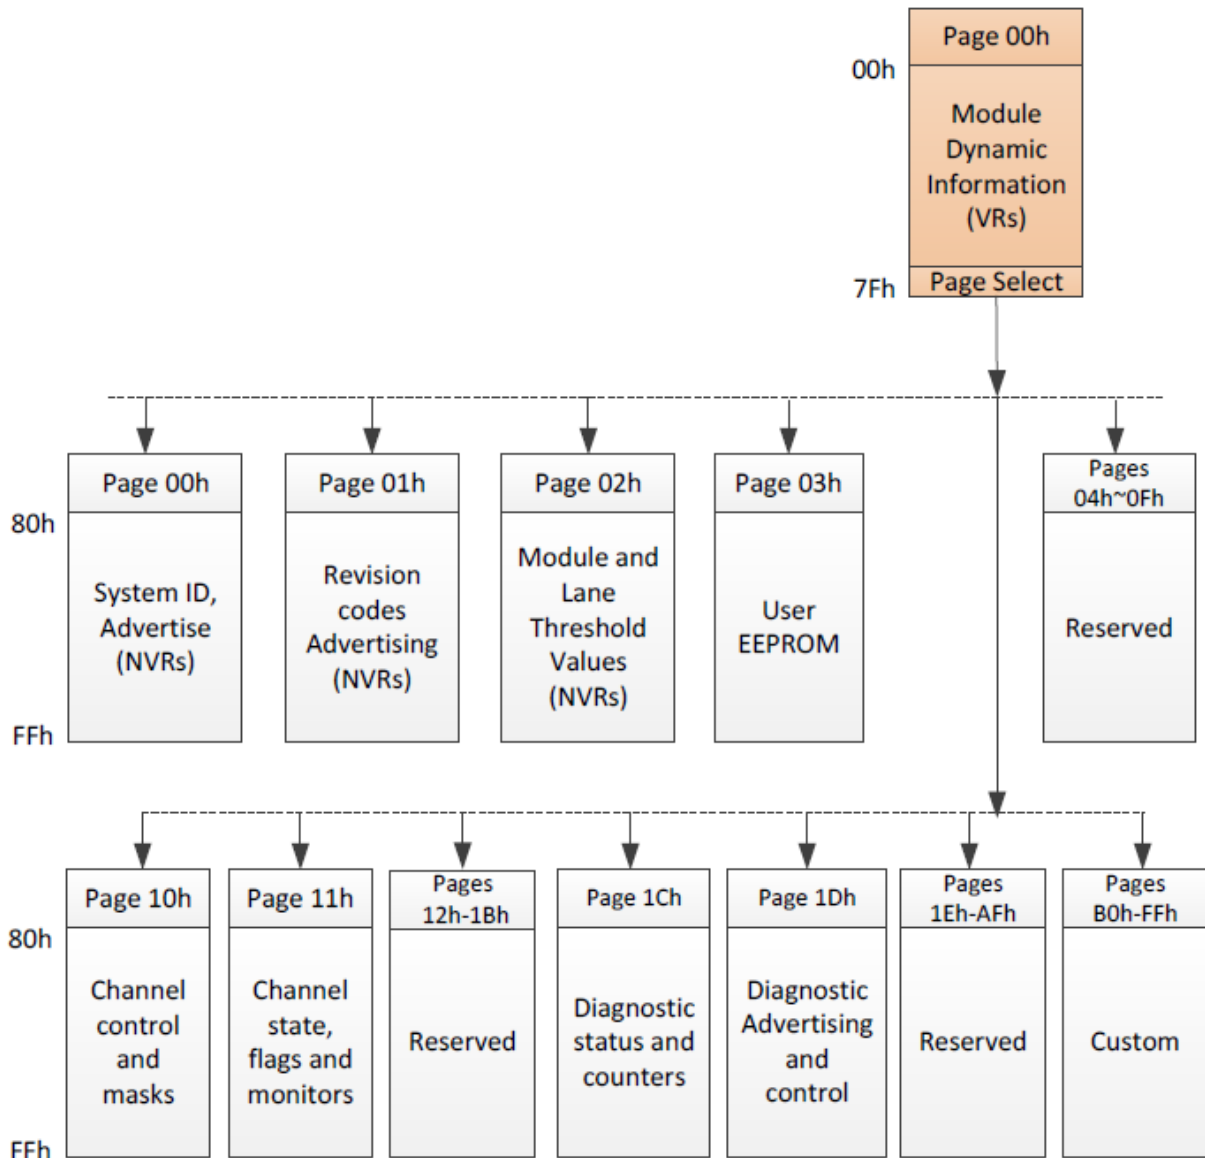 Page 00h
00h
Module
Dynamic
Information
(VRs)
7Fh
Page Select
Page 00h
80h
System ID,
Advertise
(NVRs)
FFh
Page 01h
Revision
codes
Advertising
(NVRs)
Page 02h
Module and
Lane
Threshold
Values
(NVRs)
Page 03h
User
EEPROM
Pages
04h~0Fh
Reserved
Page 10h
80h
Channel
control
and
masks
FFh
Page 11h
Channel
state,
flags and
monitors
Pages
12h-1Bh
Reserved
Page 1Ch
Diagnostic
status and
counters
Page 1Dh
Diagnostic
Advertising
and
control
Pages
1Eh-AFh
Reserved
Pages
B0h-FFh
Custom